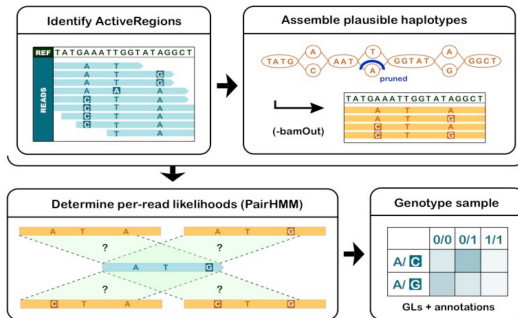 Identify ActiveRegions
REF TATGAAATTGGTATAGGCT
READS
A T
A T G
A T G
A A A
C T A
C T A
C T A
T A
Assemble plausible haplotypes
TATG A C AAT T A GGTAT A G GGCT
pruned
(-bamOut)
TATGAAATTGGTATAGGCT
A T A
A T G
C T A
C T G
Determine per-read likelihoods (PairHMM)
A T A A T G
? ?
A T G
? ?
C T A C T G
Genotype sample
0/0 0/1 1/1
A/ C
A/ G
GLs + annotations